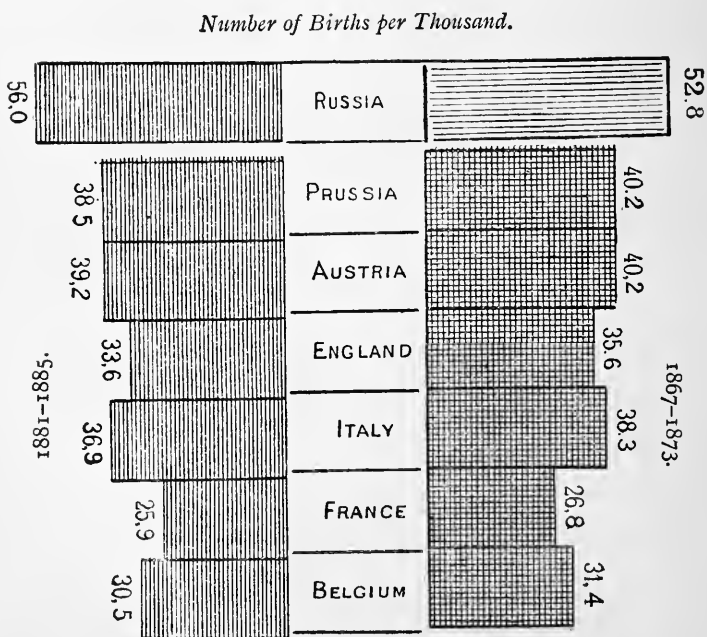 Number of Births per Thousand.
56.0
RUSSIA
52.8
38 5
PRUSSIA
40.2
39,2
AUSTRIA
40,2
33,6
ENGLAND
35.6
1881-1885.
1867-1873.
36,9
ITALY
38.3
25,9
FRANCE
26,8
30,5
BELGIUM
31,4